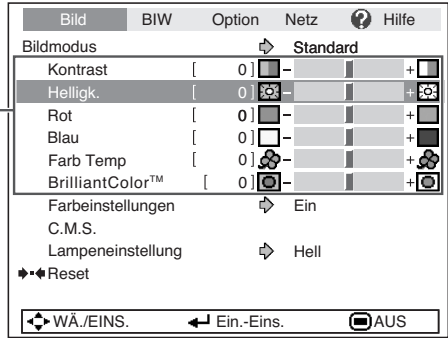 Bild BIW Option Netz Hilfe
Bildmodus Standard
Kontrast [ 0 ] − +
Helligk. [ 0 ] − +
Rot [ 0 ] − +
Blau [ 0 ] − +
Farb Temp [ 0 ] − +
BrilliantColor™ [ 0 ] − +
Farbeinstellungen Ein
C.M.S.
Lampeneinstellung Hell
Reset
WÄ./EINS. Ein.-Eins. AUS